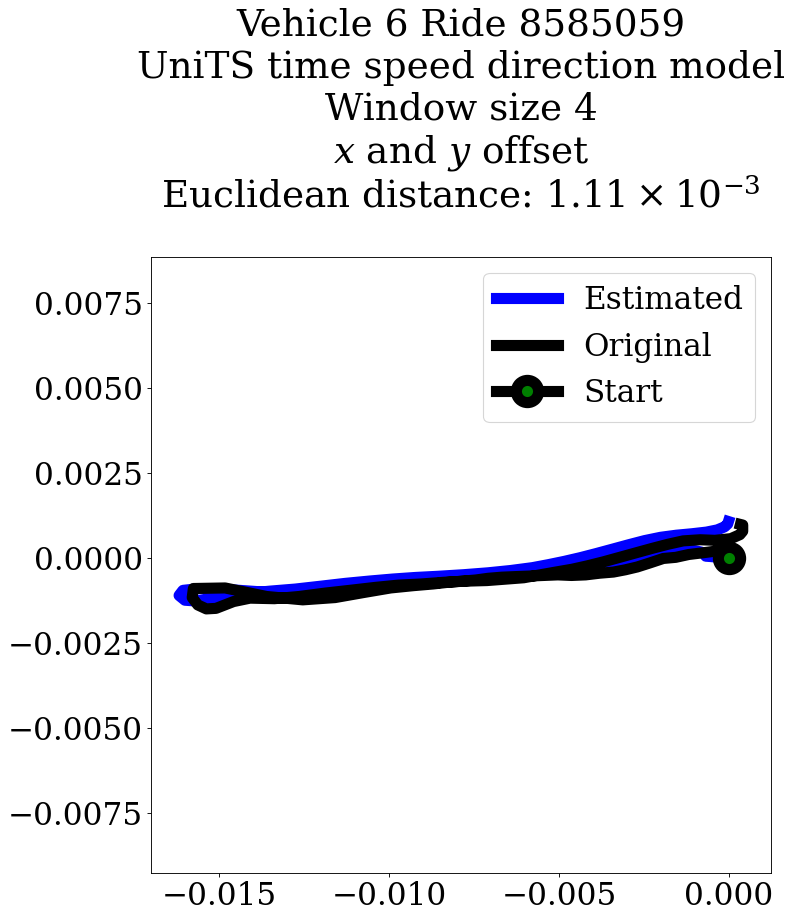 Vehicle 6 Ride 8585059
UniTS time speed direction model
Window size 4
x and y offset
Euclidean distance: 1.11 × 10⁻³
Estimated
Original
Start
0.0075
0.0050
0.0025
0.0000
−0.0025
−0.0050
−0.0075
−0.015 −0.010 −0.005 0.000